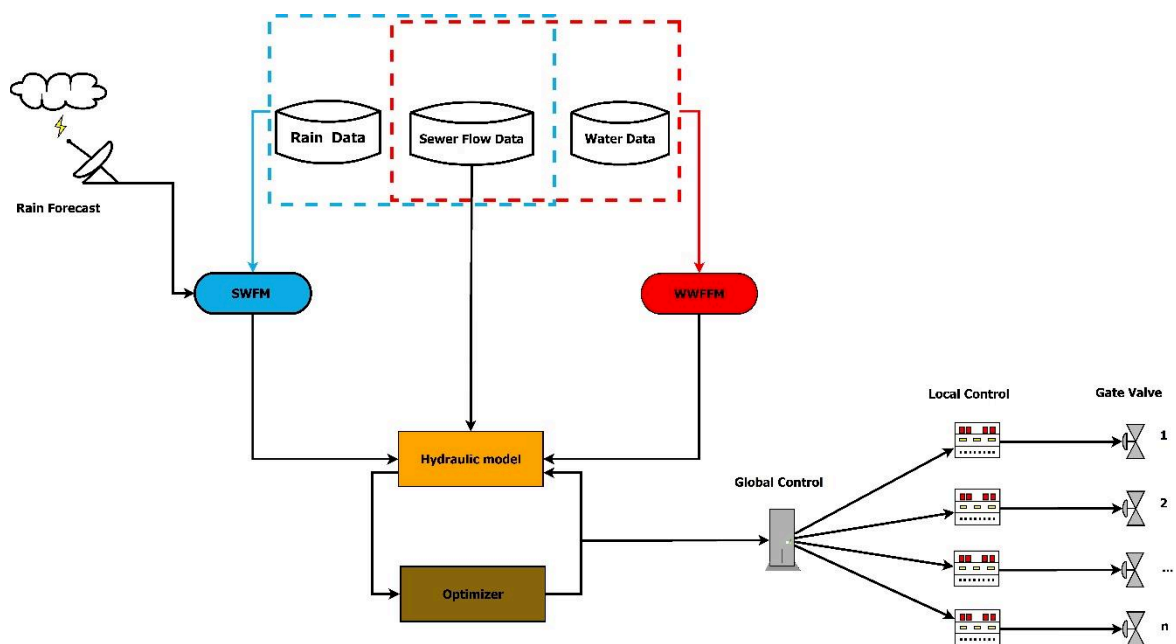 Rain Data
Sewer Flow Data
Water Data
Rain Forecast
SWFM
WWFFM
Local Control
Gate Valve
1
Hydraulic model
Global Control
2
...
Optimizer
n